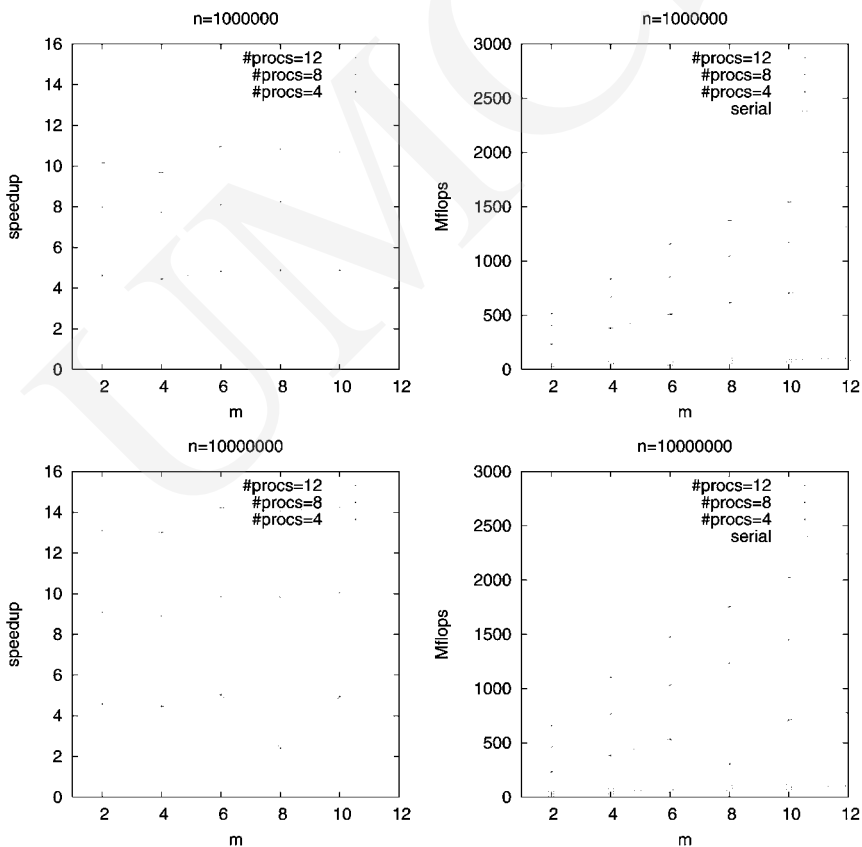 n=1000000
16
14
12
10
8
6
4
2
0
#procs=12
#procs=8
#procs=4
speedup
2 4 6 8 10 12
m
n=1000000
3000
2500
2000
1500
1000
500
0
#procs=12
#procs=8
#procs=4
serial
Mflops
2 4 6 8 10 12
m
n=10000000
16
14
12
10
8
6
4
2
0
#procs=12
#procs=8
#procs=4
speedup
2 4 6 8 10 12
m
n=10000000
3000
2500
2000
1500
1000
500
0
#procs=12
#procs=8
#procs=4
serial
Mflops
2 4 6 8 10 12
m
UMC